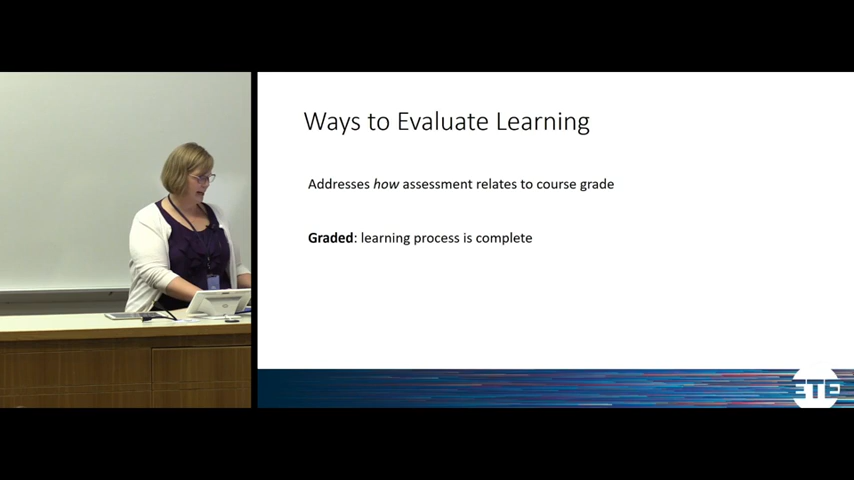 Ways to Evaluate Learning
Addresses how assessment relates to course grade
Graded: learning process is complete
ETE